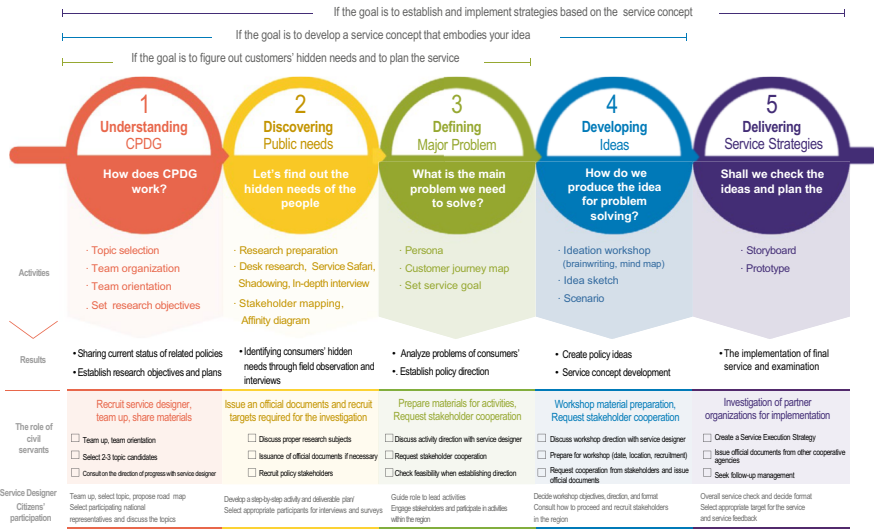 If the goal is to establish and implement strategies based on the service concept
If the goal is to develop a service concept that embodies your idea
If the goal is to figure out customers' hidden needs and to plan the service
1
Understanding
CPDG
How does CPDG
work?
2
Discovering
Public needs
Let's find out the
hidden needs of the
people
3
Defining
Major Problem
What is the main
problem we need
to solve?
4
Developing
Ideas
How do we
produce the idea
for problem
solving?
5
Delivering
Service Strategies
Shall we check the
ideas and plan the
Activities
· Topic selection
· Team organization
· Team orientation
. Set research objectives
· Research preparation
· Desk research, Service Safari,
Shadowing, In-depth interview
· Stakeholder mapping,
Affinity diagram
· Persona
· Customer journey map
· Set service goal
· Ideation workshop
(brainwriting, mind map)
· Idea sketch
· Scenario
· Storyboard
· Prototype
Results
• Sharing current status of related policies
• Establish research objectives and plans
• Identifying consumers' hidden
needs through field observation and
interviews
•. Analyze problems of consumers'
•. Establish policy direction
• Create policy ideas
• Service concept development
• The implementation of final
service and examination
The role of
civil
servants
Recruit service designer,
team up, share materials
Team up, team orientation
Select 2-3 topic candidates
Consult on the direction of progress with service designer
Issue an official documents and recruit
targets required for the investigation
Discuss proper research subjects
Issuance of official documents if necessary
Recruit policy stakeholders
Prepare materials for activities,
Request stakeholder cooperation
Discuss activity direction with service designer
Request stakeholder cooperation
Check feasibility when establishing direction
Workshop material preparation,
Request stakeholder cooperation
Discuss workshop direction with service designer
Prepare for workshop (date, location, recruitment)
Request cooperation from stakeholders and issue
official documents
Investigation of partner
organizations for implementation
Create a Service Execution Strategy
Issue official documents from other cooperative
agencies
Seek follow-up management
Service Designer
Citizens'
participation
Team up, select topic, propose road map
Select participating national
representatives and discuss the topics
Develop a step-by-step activity and deliverable plan/
Select appropriate participants for interviews and surveys
Guide role to lead activities
Engage stakeholders and participate in activities
within the region
Decide workshop objectives, direction, and format
Consult how to proceed and recruit stakeholders
in the region
Overall service check and decide format
Select appropriate target for the service
and service feedback